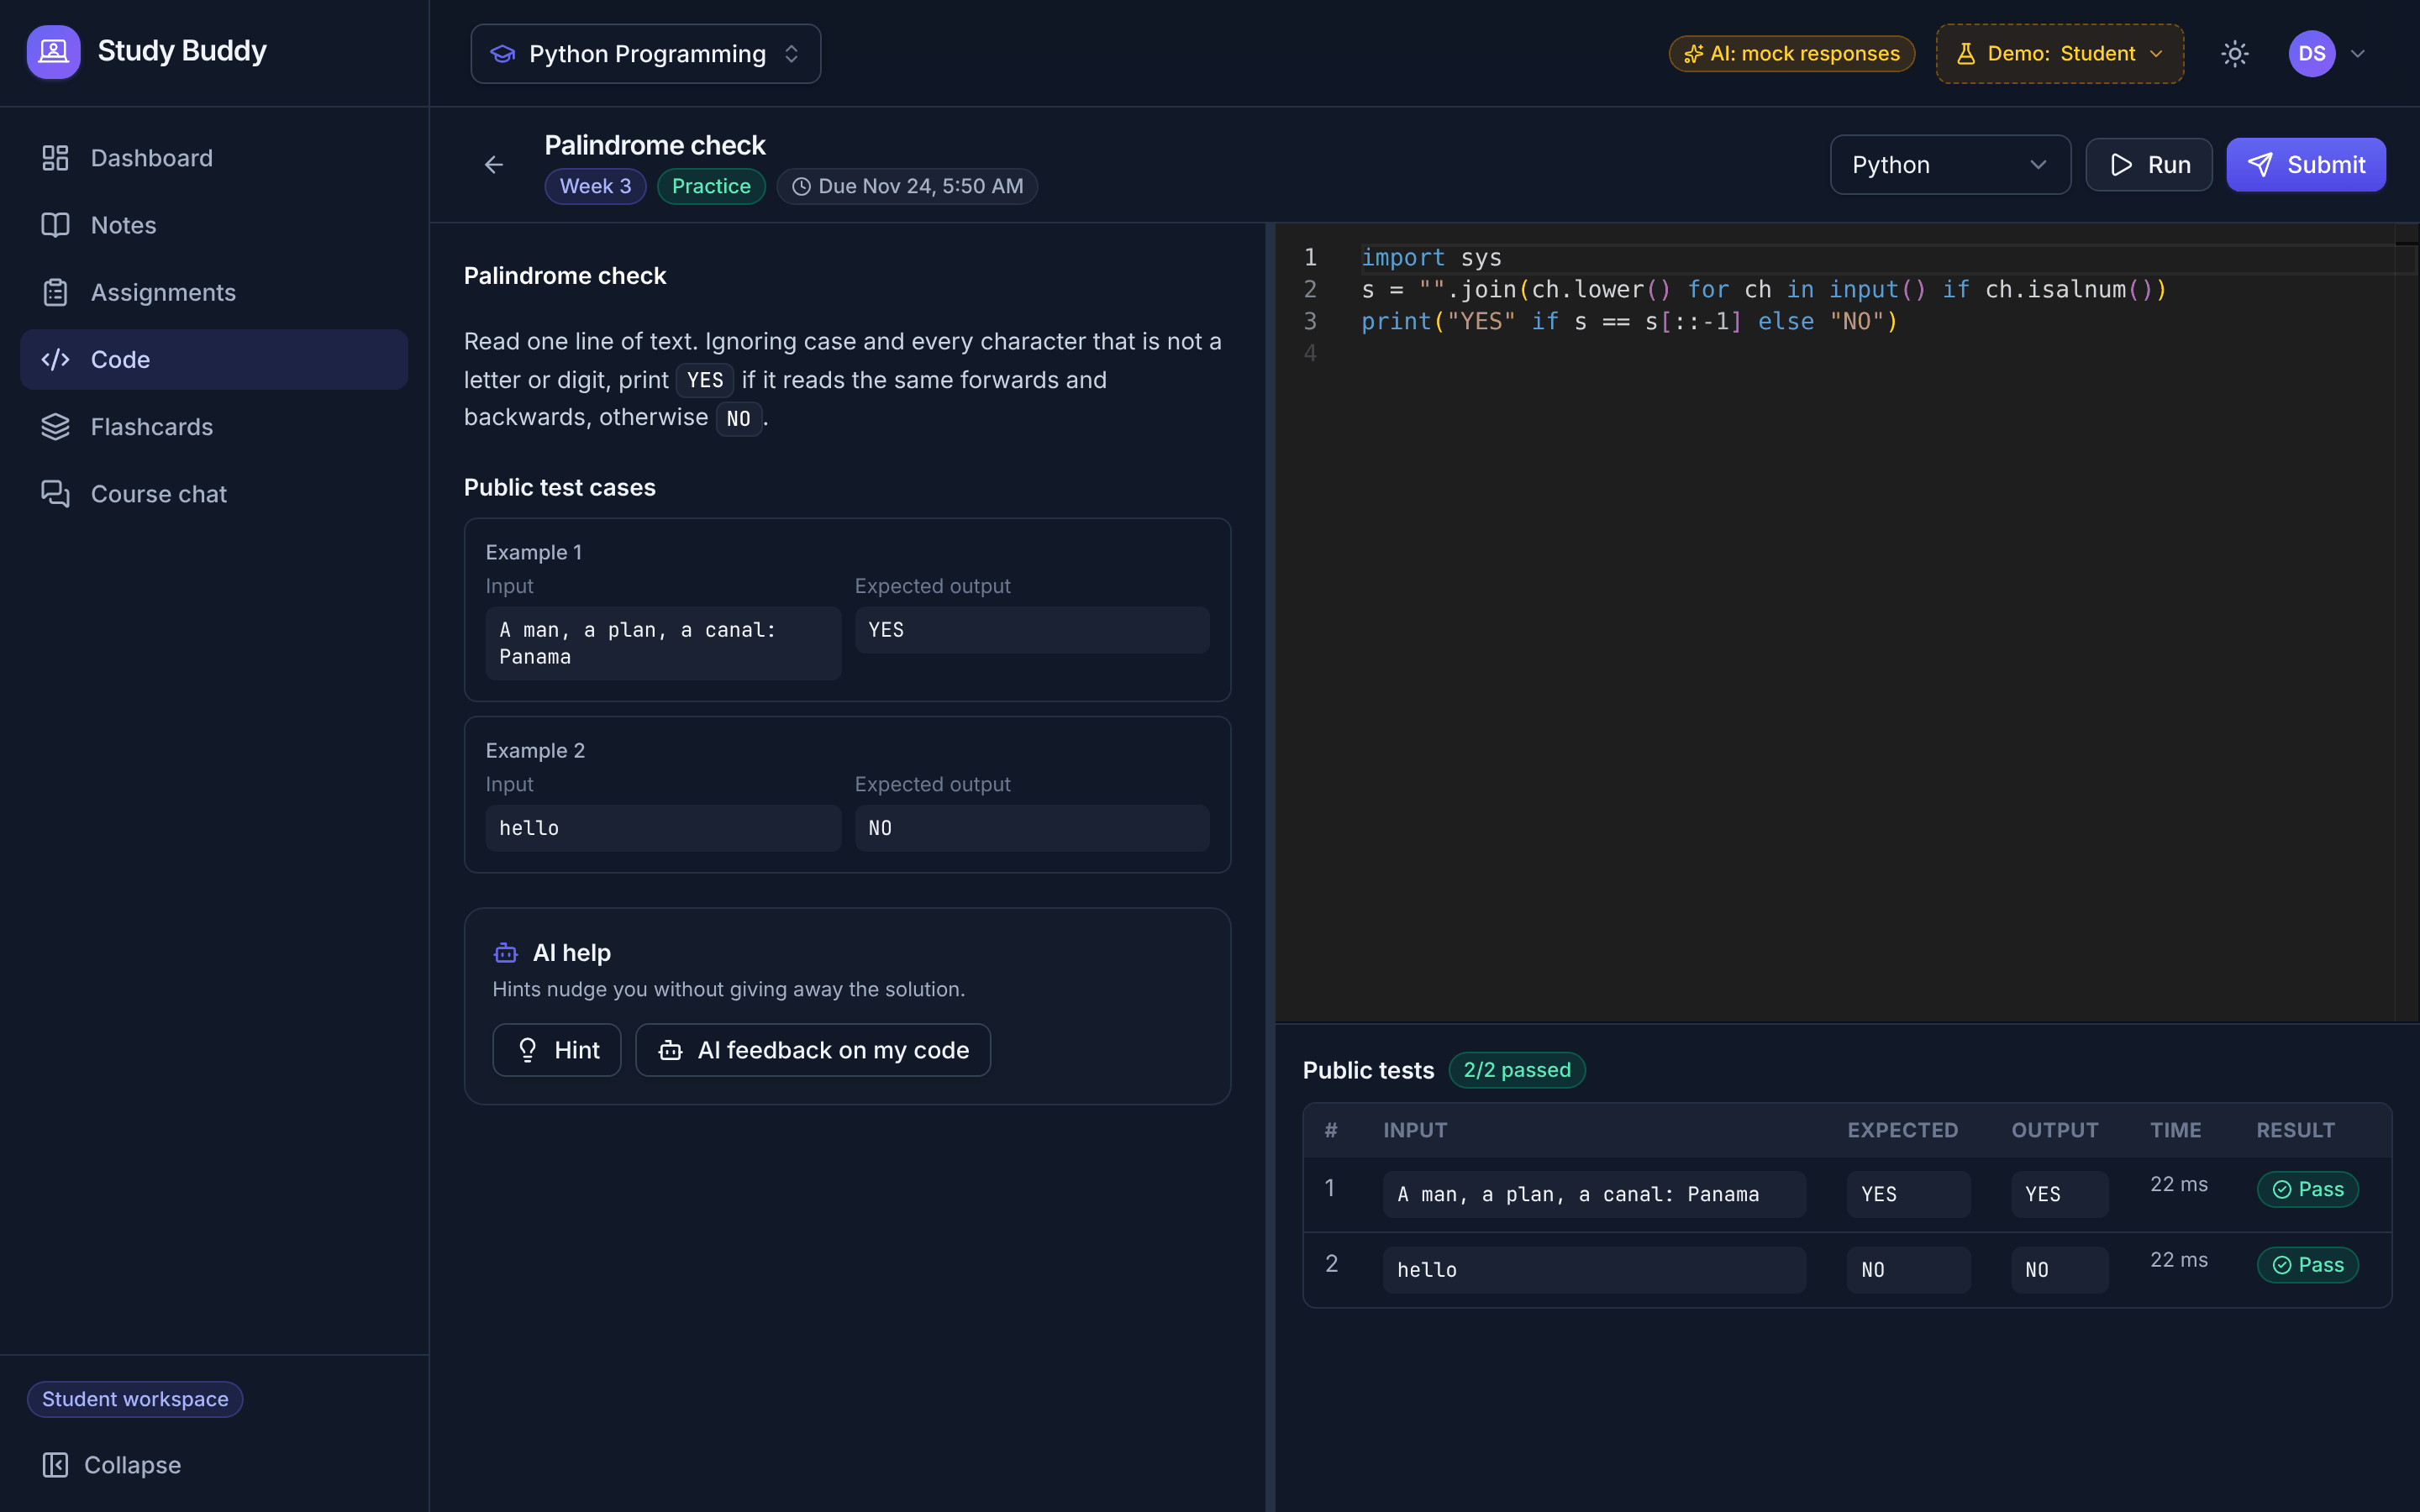 Study Buddy
Python Programming
AI: mock responses
Demo: Student
DS
Dashboard
Notes
Assignments
Code
Flashcards
Course chat
Student workspace
Collapse
Palindrome check
Week 3
Practice
Due Nov 24, 5:50 AM
Python
Run
Submit
Palindrome check
Read one line of text. Ignoring case and every character that is not a
letter or digit, print YES if it reads the same forwards and
backwards, otherwise NO.
Public test cases
Example 1
Input Expected output
A man, a plan, a canal: YES
Panama
Example 2
Input Expected output
hello NO
AI help
Hints nudge you without giving away the solution.
Hint
AI feedback on my code
1 import sys
2 s = "".join(ch.lower() for ch in input() if ch.isalnum())
3 print("YES" if s == s[::-1] else "NO")
4
Public tests 2/2 passed
# INPUT EXPECTED OUTPUT TIME RESULT
1 A man, a plan, a canal: Panama YES YES 22 ms Pass
2 hello NO NO 22 ms Pass